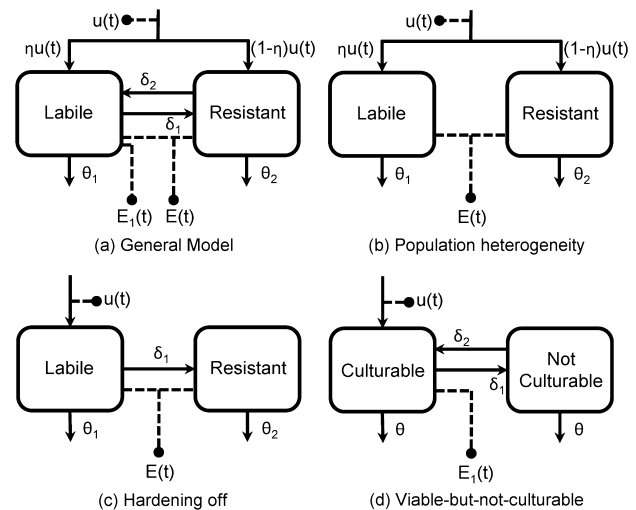 u(t)
ηu(t)
(1-η)u(t)
Labile
δ2
δ1
Resistant
θ1
θ2
E1(t)
E(t)
(a) General Model
u(t)
ηu(t)
(1-η)u(t)
Labile
Resistant
θ1
θ2
E(t)
(b) Population heterogeneity
u(t)
Labile
δ1
Resistant
θ1
θ2
E(t)
(c) Hardening off
u(t)
Culturable
δ2
δ1
Not
Culturable
θ
θ
E1(t)
(d) Viable-but-not-culturable